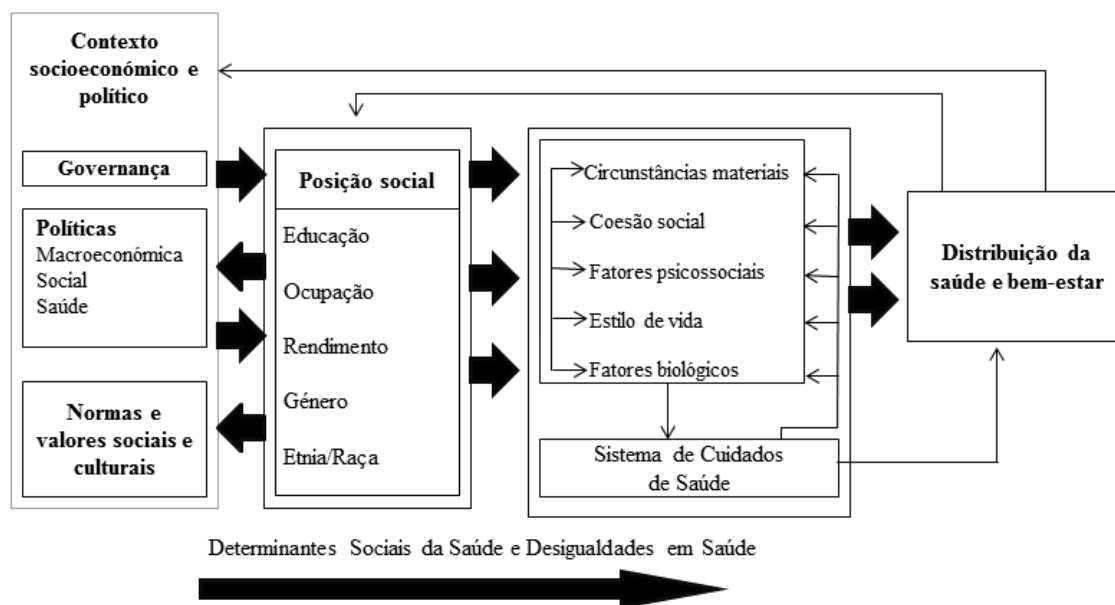 Contexto
socioeconómico e
político
Governança
Políticas
Macroeconómica
Social
Saúde
Normas e
valores sociais e
culturais
Posição social
Educação
Ocupação
Rendimento
Género
Etnia/Raça
Circunstâncias materiais
Coesão social
Fatores psicossociais
Estilo de vida
Fatores biológicos
Sistema de Cuidados
de Saúde
Distribuição da
saúde e bem-estar
Determinantes Sociais da Saúde e Desigualdades em Saúde